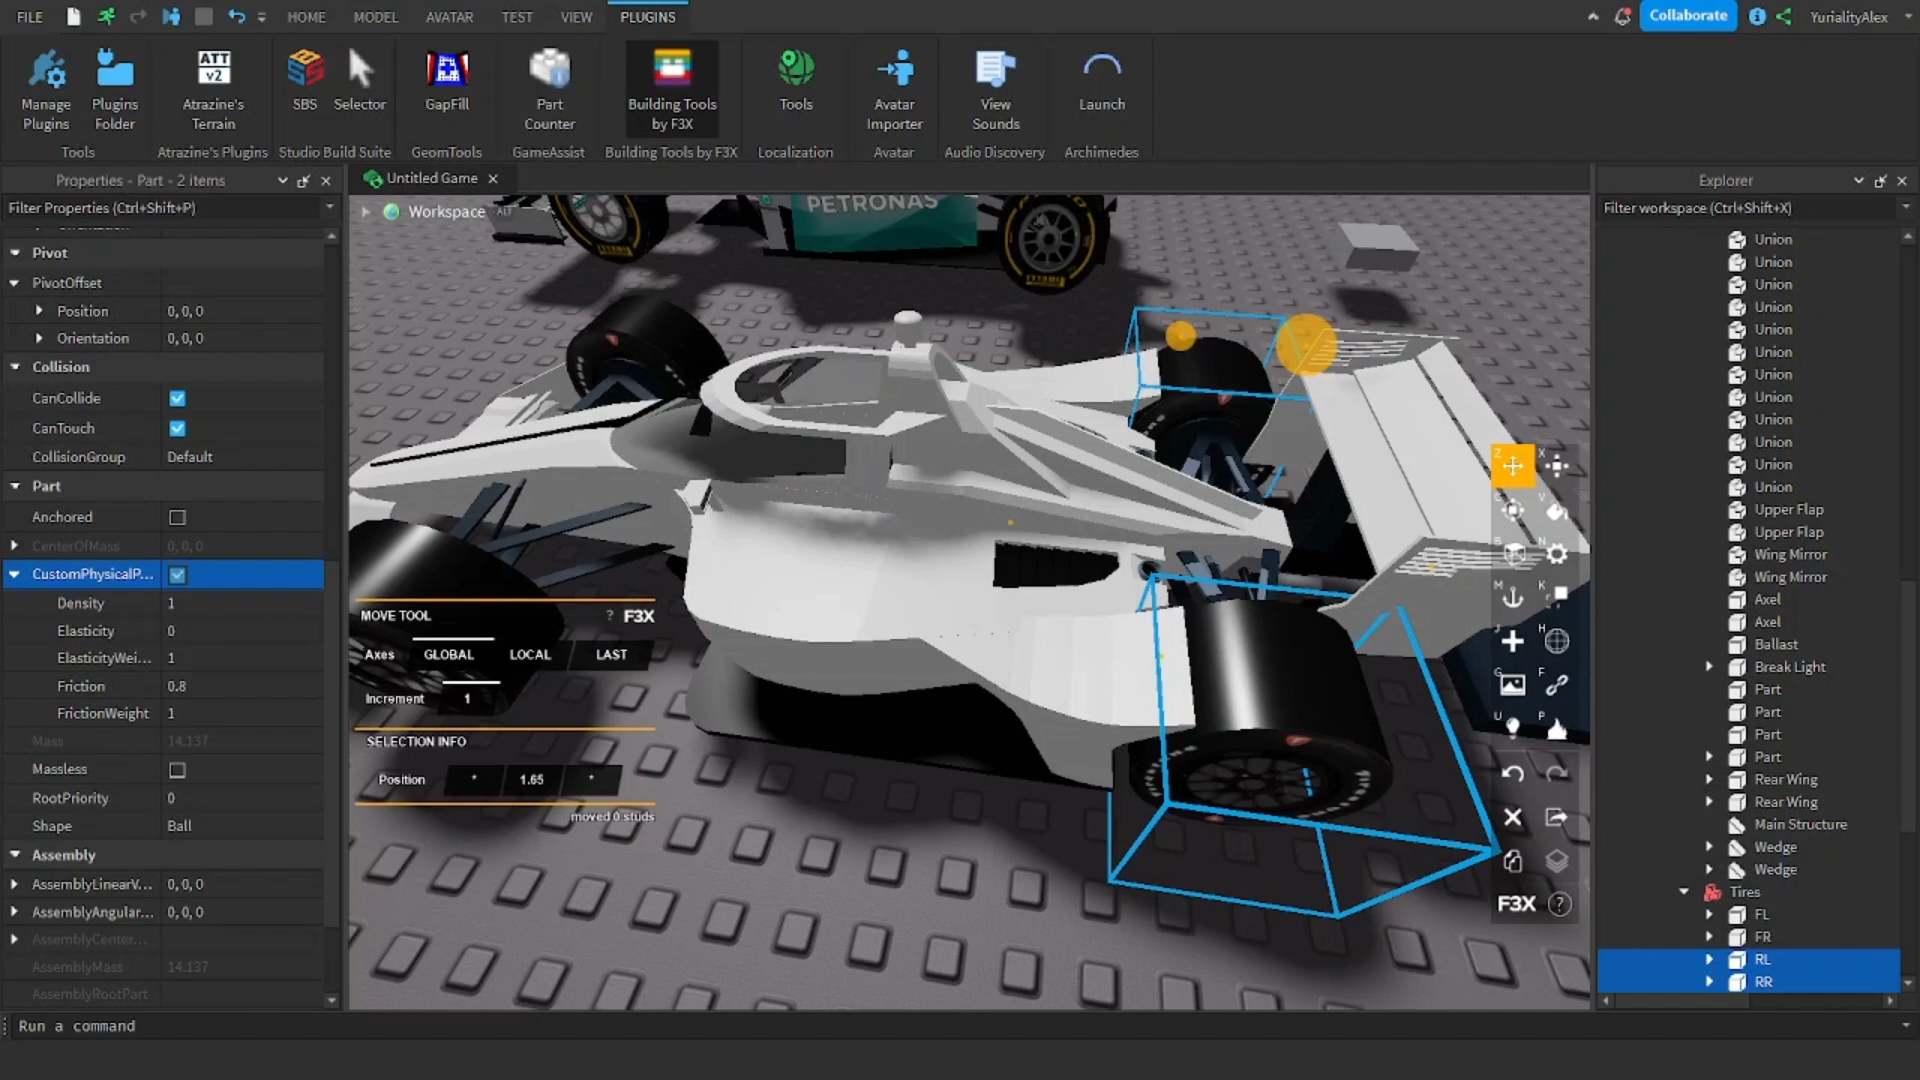 FILE HOME MODEL AVATAR TEST VIEW PLUGINS Collaborate YurialityAlex
Manage Plugins
Plugins Folder
ATT v2
Atrazine's Terrain
SBS
Selector
GapFill
Part Counter
Building Tools by F3X
Tools
Avatar Importer
View Sounds
Launch
Tools Atrazine's Plugins Studio Build Suite GeomTools GameAssist Building Tools by F3X Localization Avatar Audio Discovery Archimedes
Properties - Part - 2 items
Filter Properties (Ctrl+Shift+P)
Pivot
PivotOffset
Position 0, 0, 0
Orientation 0, 0, 0
Collision
CanCollide
CanTouch
CollisionGroup Default
Part
Anchored
CenterOfMass 0, 0, 0
CustomPhysicalP...
Density 1
Elasticity 0
ElasticityWei... 1
Friction 0.8
FrictionWeight 1
Mass 14.137
Massless
RootPriority 0
Shape Ball
Assembly
AssemblyLinearV... 0, 0, 0
AssemblyAngular... 0, 0, 0
AssemblyCenter...
AssemblyMass 14.137
AssemblyRootPart
Untitled Game
Workspace ALT
PETRONAS
MOVE TOOL ? F3X
Axes GLOBAL LOCAL LAST
Increment 1
SELECTION INFO
Position * 1.65 *
moved 0 studs
Z X
V
B N
M K
J H
G F
U P
F3X ?
Explorer
Filter workspace (Ctrl+Shift+X)
Union
Union
Union
Union
Union
Union
Union
Union
Union
Union
Union
Union
Upper Flap
Upper Flap
Wing Mirror
Wing Mirror
Axel
Axel
Ballast
Break Light
Part
Part
Part
Part
Rear Wing
Rear Wing
Main Structure
Wedge
Wedge
Tires
FL
FR
RL
RR
Run a command